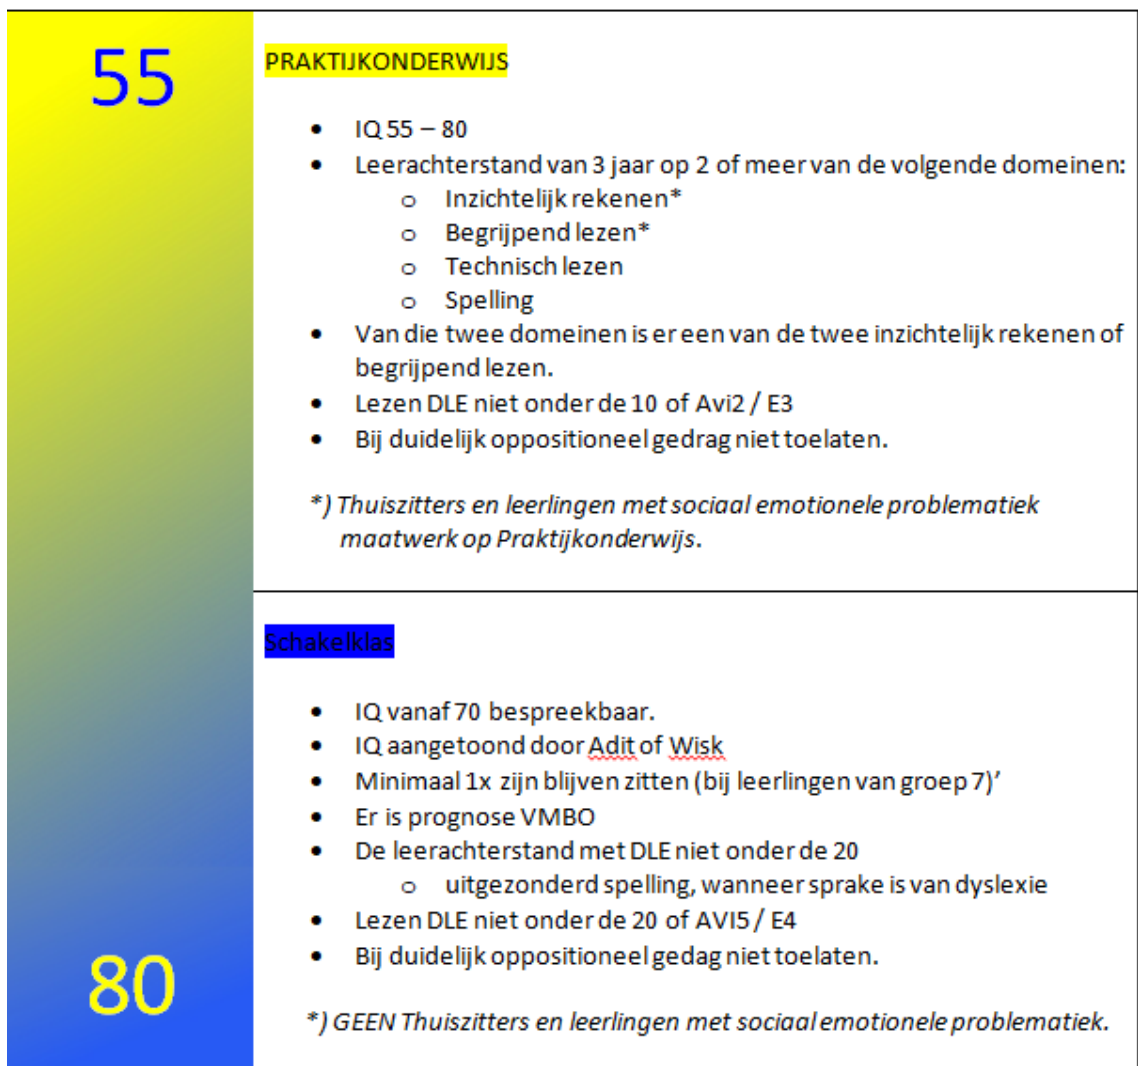 55
PRAKTIJKONDERWIJS
• IQ 55 – 80
• Leerachterstand van 3 jaar op 2 of meer van de volgende domeinen:
o Inzichtelijk rekenen*
o Begrijpend lezen*
o Technisch lezen
o Spelling
• Van die twee domeinen is er een van de twee inzichtelijk rekenen of
begrijpend lezen.
• Lezen DLE niet onder de 10 of Avi2 / E3
• Bij duidelijk oppositioneel gedrag niet toelaten.
*) Thuiszitters en leerlingen met sociaal emotionele problematiek
maatwerk op Praktijkonderwijs.
Schakelklas
• IQ vanaf 70 bespreekbaar.
• IQ aangetoond door Adit of Wisk
• Minimaal 1x zijn blijven zitten (bij leerlingen van groep 7)’
• Er is prognose VMBO
• De leerachterstand met DLE niet onder de 20
o uitgezonderd spelling, wanneer sprake is van dyslexie
• Lezen DLE niet onder de 20 of AVI5 / E4
• Bij duidelijk oppositioneel gedag niet toelaten.
80
*) GEEN Thuiszitters en leerlingen met sociaal emotionele problematiek.